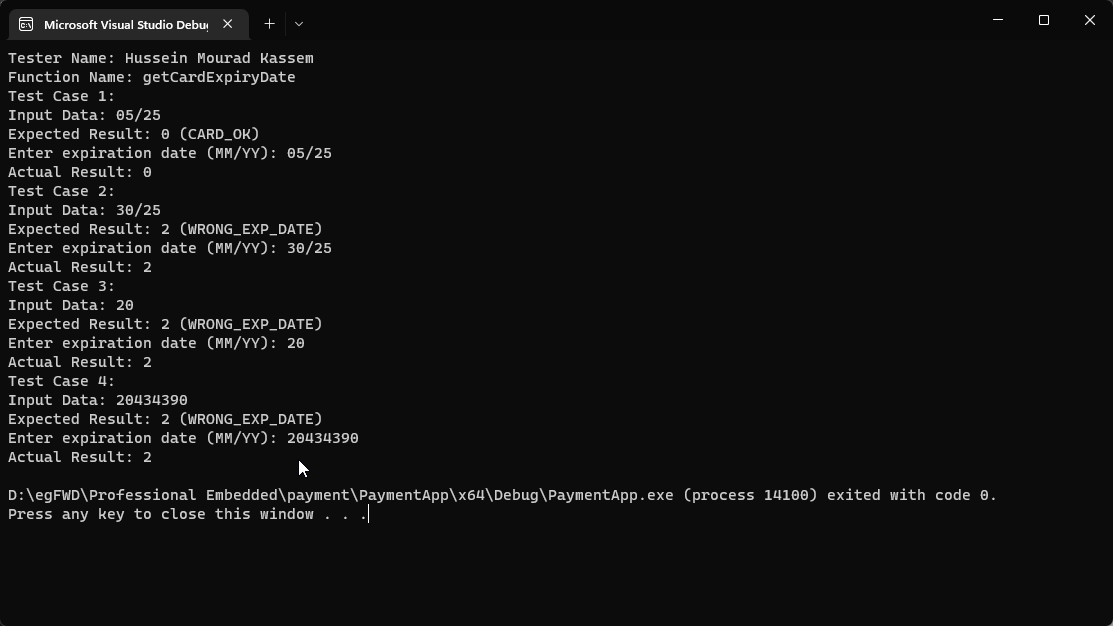 Microsoft Visual Studio Debu
Tester Name: Hussein Mourad Kassem
Function Name: getCardExpiryDate
Test Case 1:
Input Data: 05/25
Expected Result: 0 (CARD_OK)
Enter expiration date (MM/YY): 05/25
Actual Result: 0
Test Case 2:
Input Data: 30/25
Expected Result: 2 (WRONG_EXP_DATE)
Enter expiration date (MM/YY): 30/25
Actual Result: 2
Test Case 3:
Input Data: 20
Expected Result: 2 (WRONG_EXP_DATE)
Enter expiration date (MM/YY): 20
Actual Result: 2
Test Case 4:
Input Data: 20434390
Expected Result: 2 (WRONG_EXP_DATE)
Enter expiration date (MM/YY): 20434390
Actual Result: 2
D:\egFWD\Professional Embedded\payment\PaymentApp\x64\Debug\PaymentApp.exe (process 14100) exited with code 0.
Press any key to close this window . . .